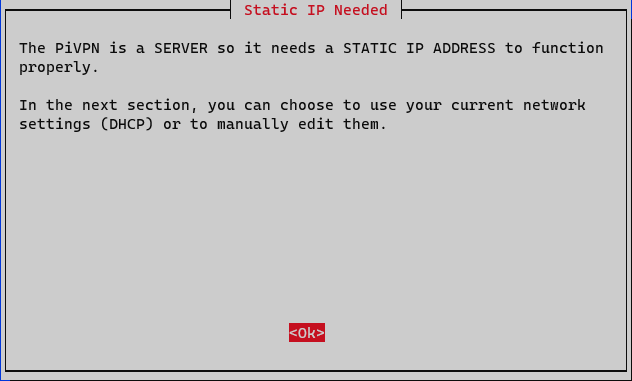 Static IP Needed
The PiVPN is a SERVER so it needs a STATIC IP ADDRESS to function
properly.
In the next section, you can choose to use your current network
settings (DHCP) or to manually edit them.
<Ok>